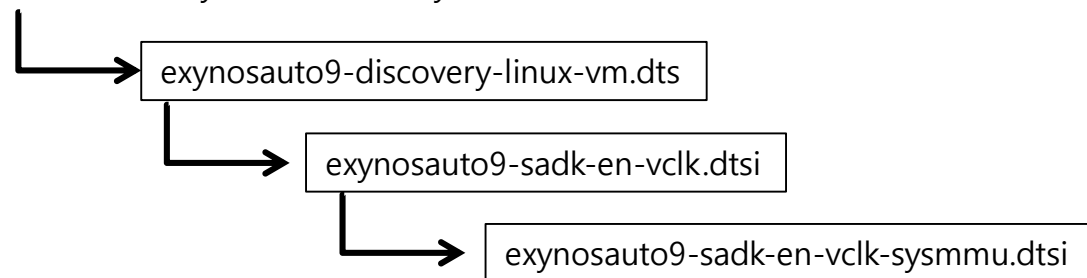 exynosauto9-discovery-linux-vm.dts
exynosauto9-sadk-en-vclk.dtsi
exynosauto9-sadk-en-vclk-sysmmu.dtsi